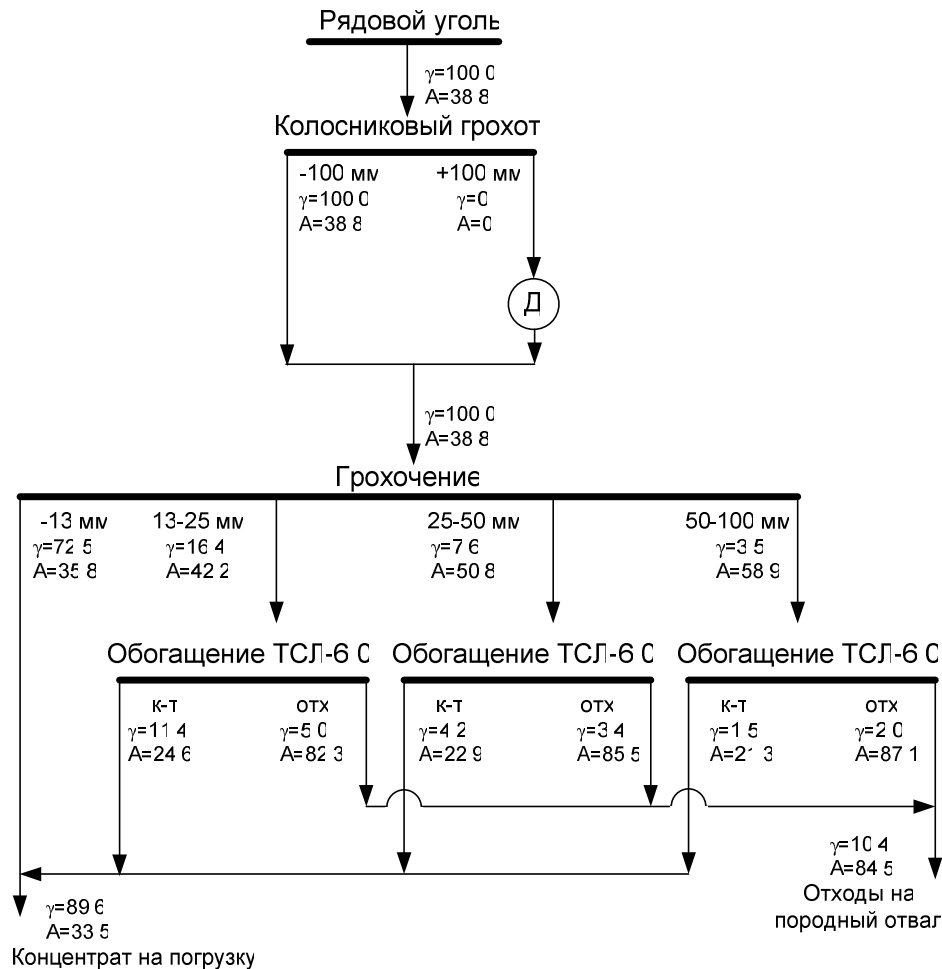 Рядовой уголь
γ=100 0
A=38 8
Колосниковый грохот
-100 мм
γ=100 0
A=38 8
+100 мм
γ=0
A=0
Д
γ=100 0
A=38 8
Грохочение
-13 мм
γ=72 5
A=35 8
13-25 мм
γ=16 4
A=42 2
25-50 мм
γ=7 6
A=50 8
50-100 мм
γ=3 5
A=58 9
Обогащение ТСЛ-6 0
к-т
γ=11 4
A=24 6
отх
γ=5 0
A=82 3
Обогащение ТСЛ-6 0
к-т
γ=4 2
A=22 9
отх
γ=3 4
A=85 5
Обогащение ТСЛ-6 0
к-т
γ=1 5
A=21 3
отх
γ=2 0
A=87 1
γ=10 4
A=84 5
Отходы на
породный отвал
γ=89 6
A=33 5
Концентрат на погрузку